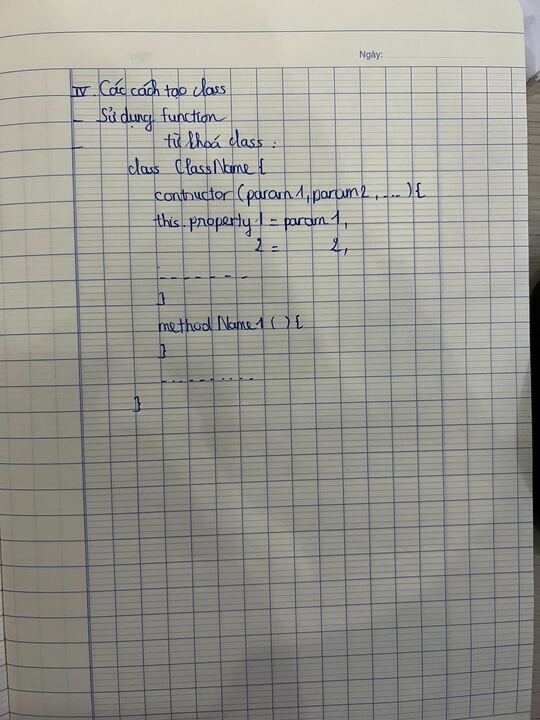 Ngày:
IV. Các cách tạo class
- Sử dụng function
- từ khoá class :
class ClassName {
contructor (param1, param2, ....) {
this.property1 = param1,
2 = 2,
. - - - - - - -
}
methodName1 ( ) {
}
..........
}